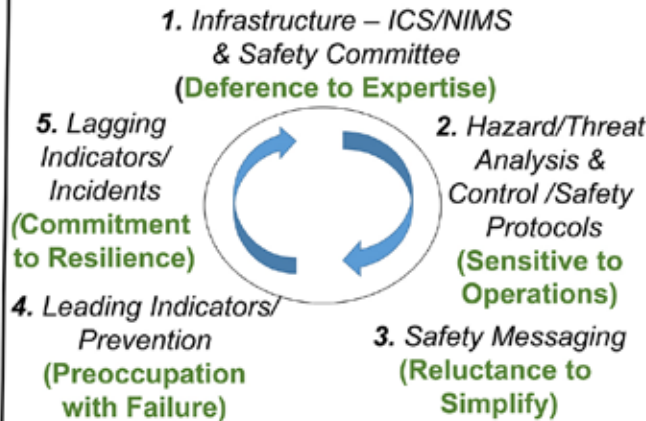 1. Infrastructure – ICS/NIMS
& Safety Committee
(Deference to Expertise)
2. Hazard/Threat
Analysis &
Control /Safety
Protocols
(Sensitive to
Operations)
3. Safety Messaging
(Reluctance to
Simplify)
4. Leading Indicators/
Prevention
(Preoccupation
with Failure)
5. Lagging
Indicators/
Incidents
(Commitment
to Resilience)